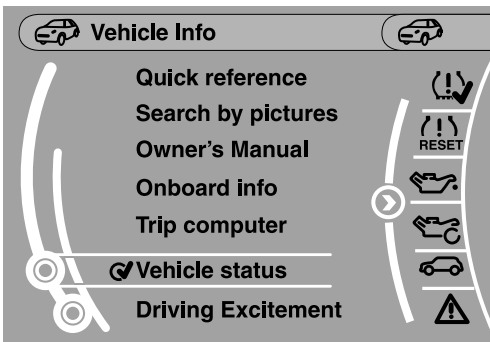 Vehicle Info
Quick reference
Search by pictures
Owner's Manual
Onboard info
Trip computer
Vehicle status
Driving Excitement
RESET